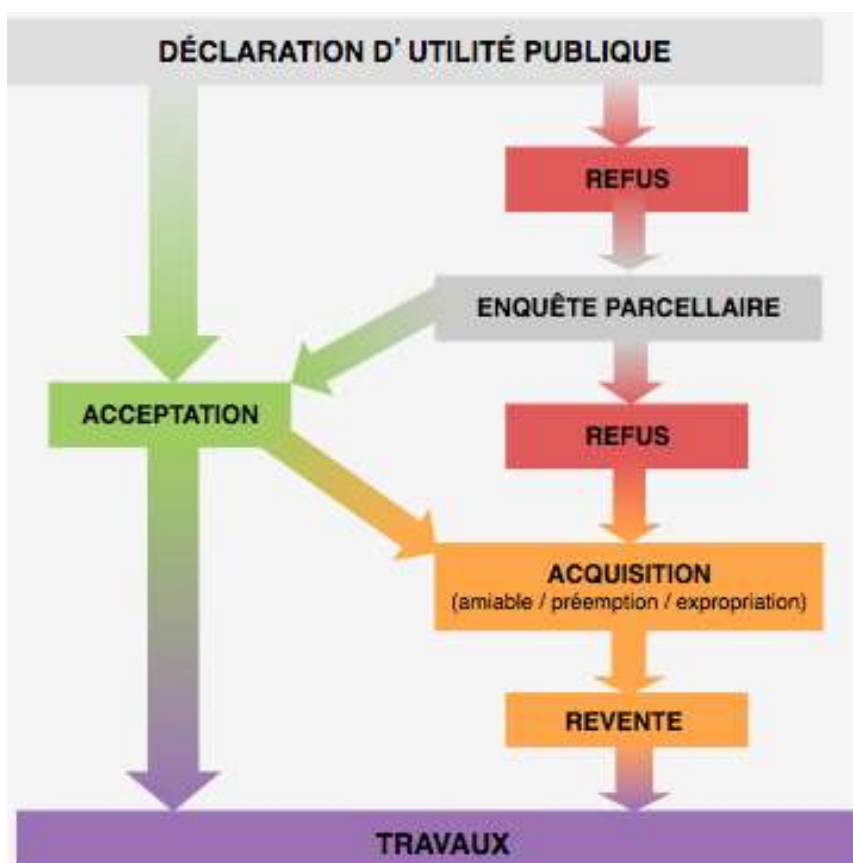 DÉCLARATION D' UTILITÉ PUBLIQUE
REFUS
ENQUÊTE PARCELLAIRE
ACCEPTATION
REFUS
ACQUISITION
(amiable / préemption / expropriation)
REVENTE
TRAVAUX